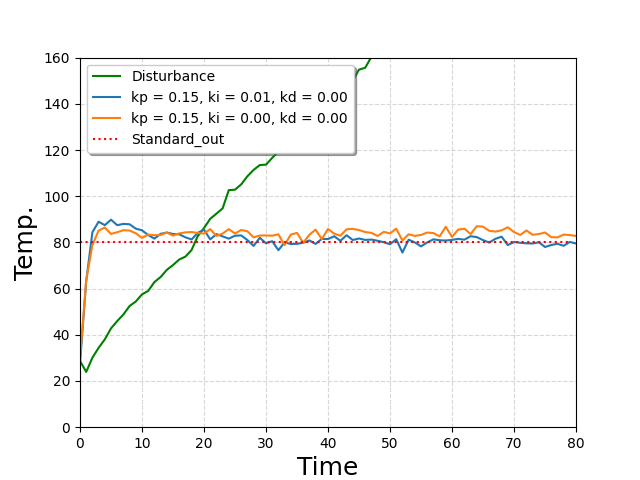 160
140
120
100
80
60
40
20
0
Temp.
Disturbance
kp = 0.15, ki = 0.01, kd = 0.00
kp = 0.15, ki = 0.00, kd = 0.00
Standard_out
0 10 20 30 40 50 60 70 80
Time